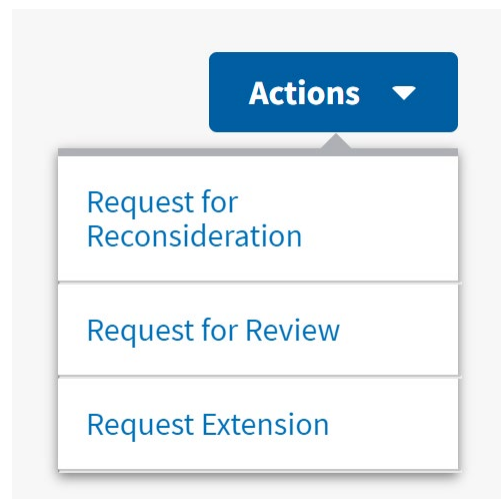 Actions
Request for
Reconsideration
Request for Review
Request Extension